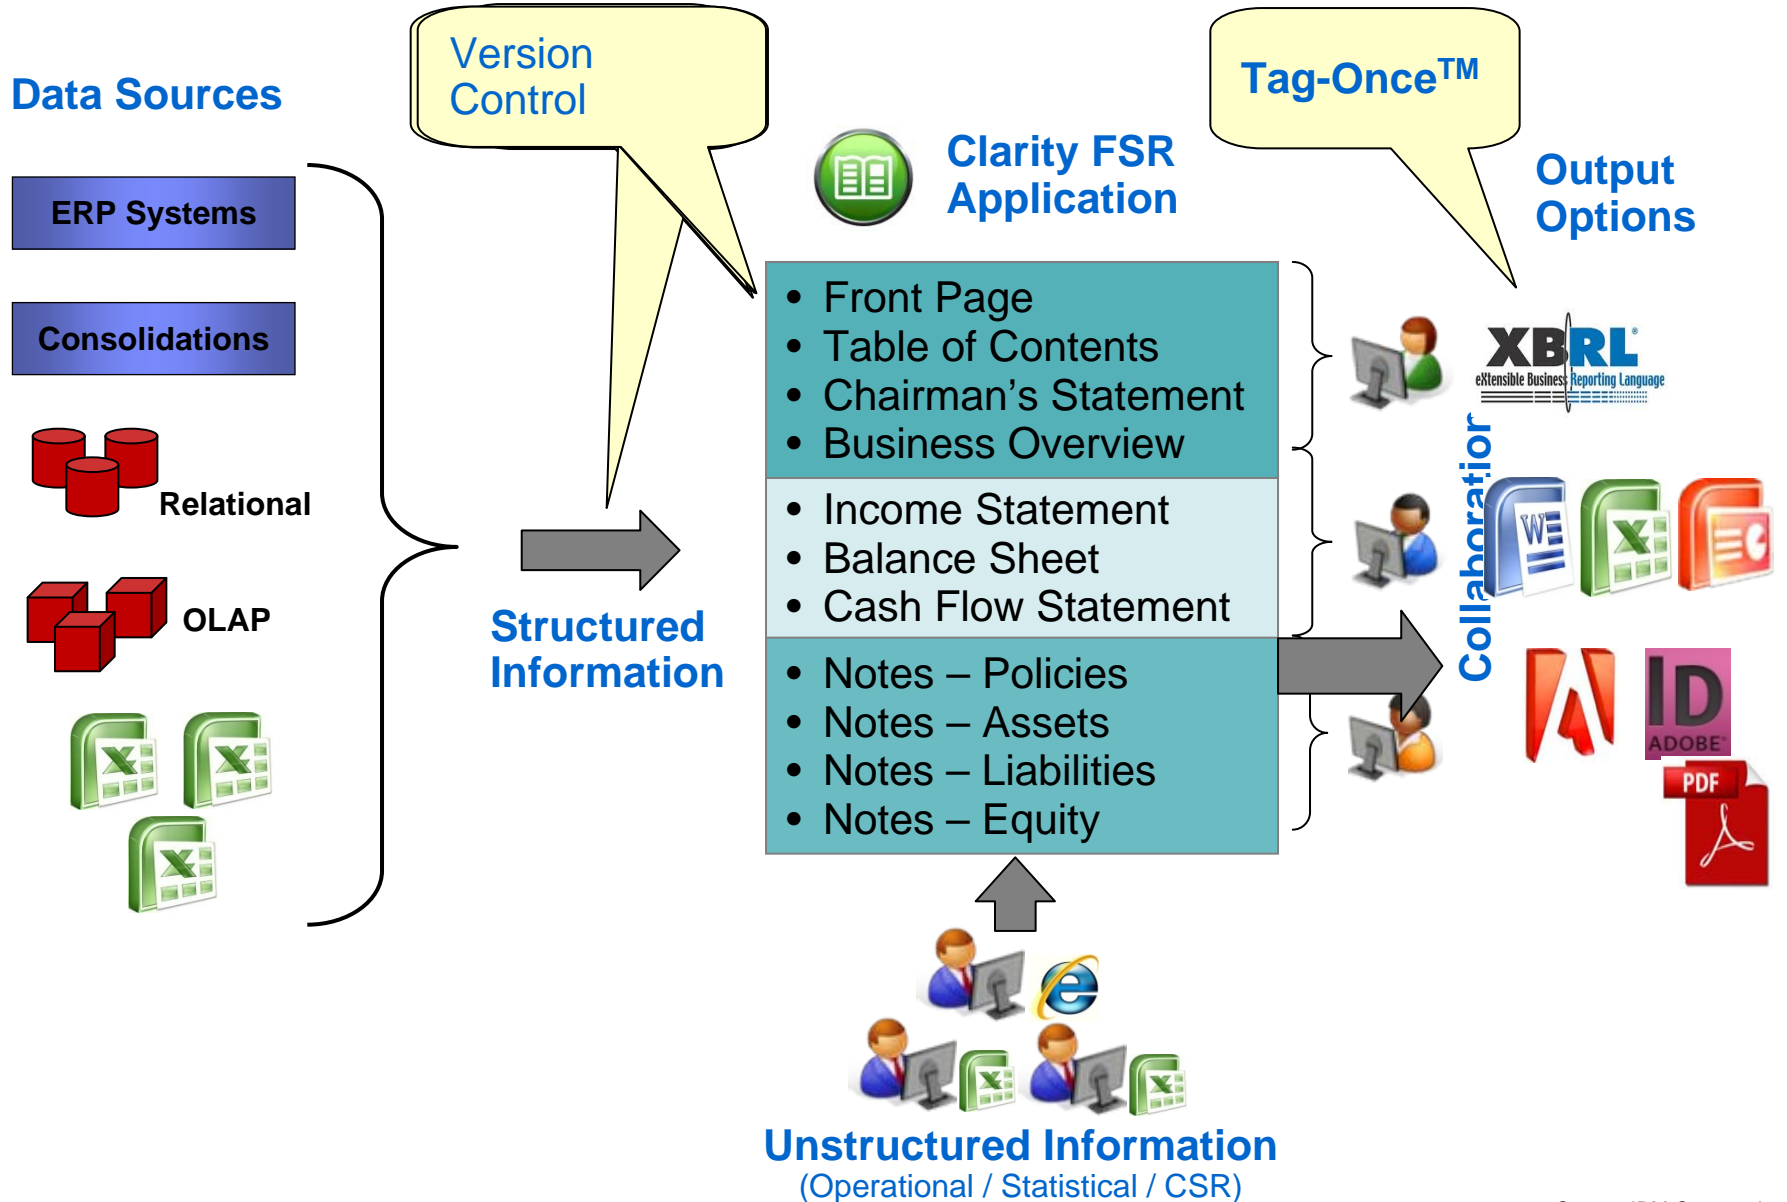 Data Sources
ERP Systems
Consolidations
Relational
OLAP
Version
Control
Structured
Information
Clarity FSR
Application
• Front Page
• Table of Contents
• Chairman’s Statement
• Business Overview
• Income Statement
• Balance Sheet
• Cash Flow Statement
• Notes – Policies
• Notes – Assets
• Notes – Liabilities
• Notes – Equity
Tag-Once™
Output
Options
XBRL
eXtensible Business Reporting Language
Collaboration
W
ID
ADOBE
PDF
Unstructured Information
(Operational / Statistical / CSR)